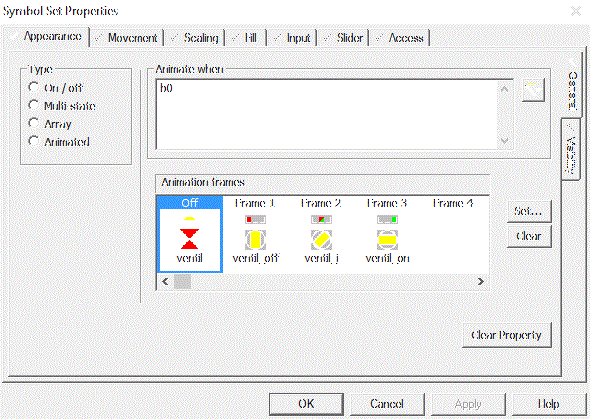 Symbol Set Properties
Appearance Movement Scaling Fill Input Slider Access
Type
On / off
Multi-state
Array
Animated
Animate when
b0
General
Animation frames
Off Frame 1 Frame 2 Frame 3 Frame 4
ventil ventil_off ventil_i ventil_on
Set...
Clear
Clear Property
OK Cancel Apply Help